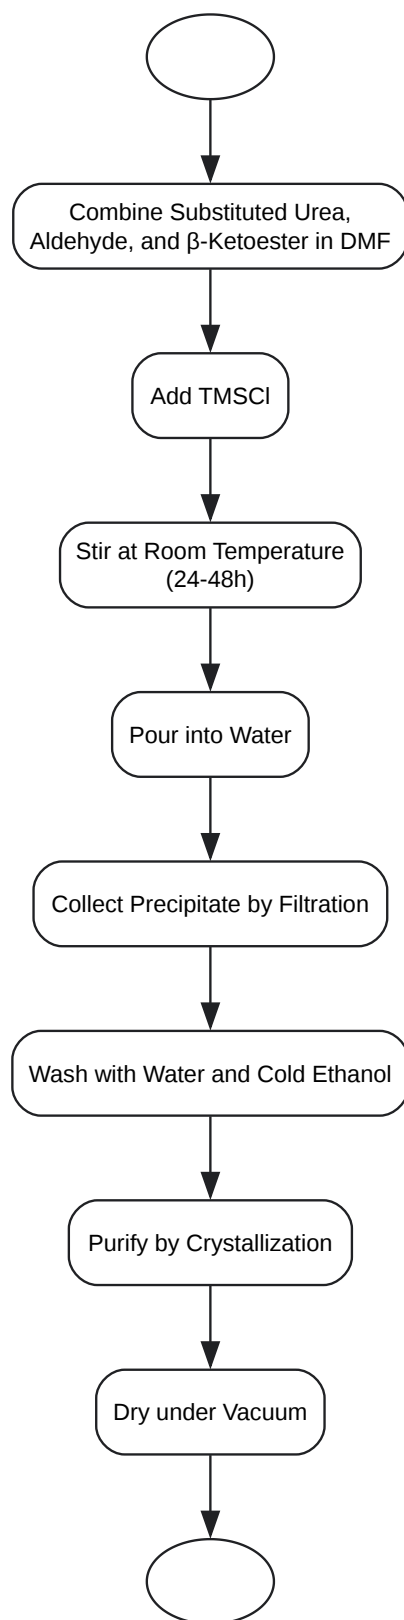 Combine Substituted Urea,
Aldehyde, and β-Ketoester in DMF
Add TMSCl
Stir at Room Temperature
(24-48h)
Pour into Water
Collect Precipitate by Filtration
Wash with Water and Cold Ethanol
Purify by Crystallization
Dry under Vacuum